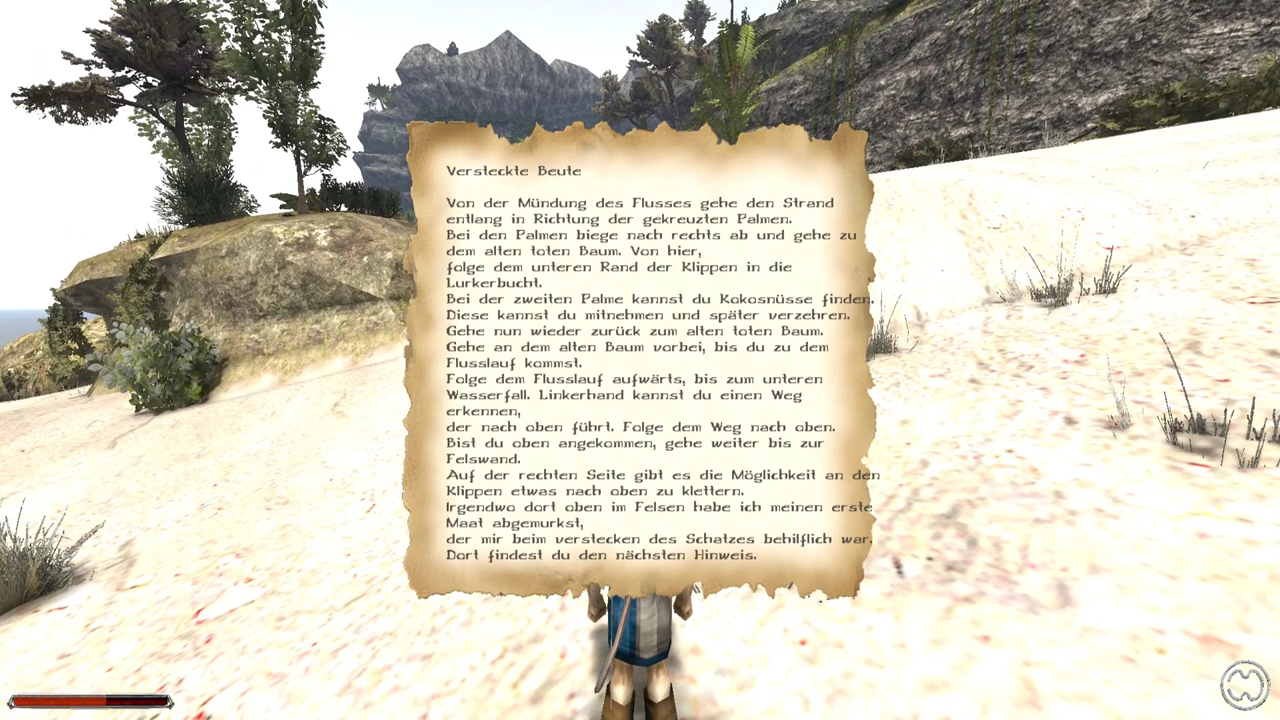 Versteckte Beute
Von der Mündung des Flusses gehe den Strand
entlang in Richtung der gekreuzten Palmen.
Bei den Palmen biege nach rechts ab und gehe zu
dem alten toten Baum. Von hier,
folge dem unteren Rand der Klippen in die
Lurkerbucht.
Bei der zweiten Palme kannst du Kokosnüsse finden.
Diese kannst du mitnehmen und später verzehren.
Gehe nun wieder zurück zum alten toten Baum.
Gehe an dem alten Baum vorbei, bis du zu dem
Flusslauf kommst.
Folge dem Flusslauf aufwärts, bis zum unteren
Wasserfall. Linkerhand kannst du einen Weg
erkennen,
der nach oben führt. Folge dem Weg nach oben.
Bist du oben angekommen, gehe weiter bis zur
Felswand.
Auf der rechten Seite gibt es die Möglichkeit an den
Klippen etwas nach oben zu klettern.
Irgendwo dort oben im Felsen habe ich meinen erste
Maat abgemurkst,
der mir beim verstecken des Schatzes behilflich war.
Dort findest du den nächsten Hinweis.